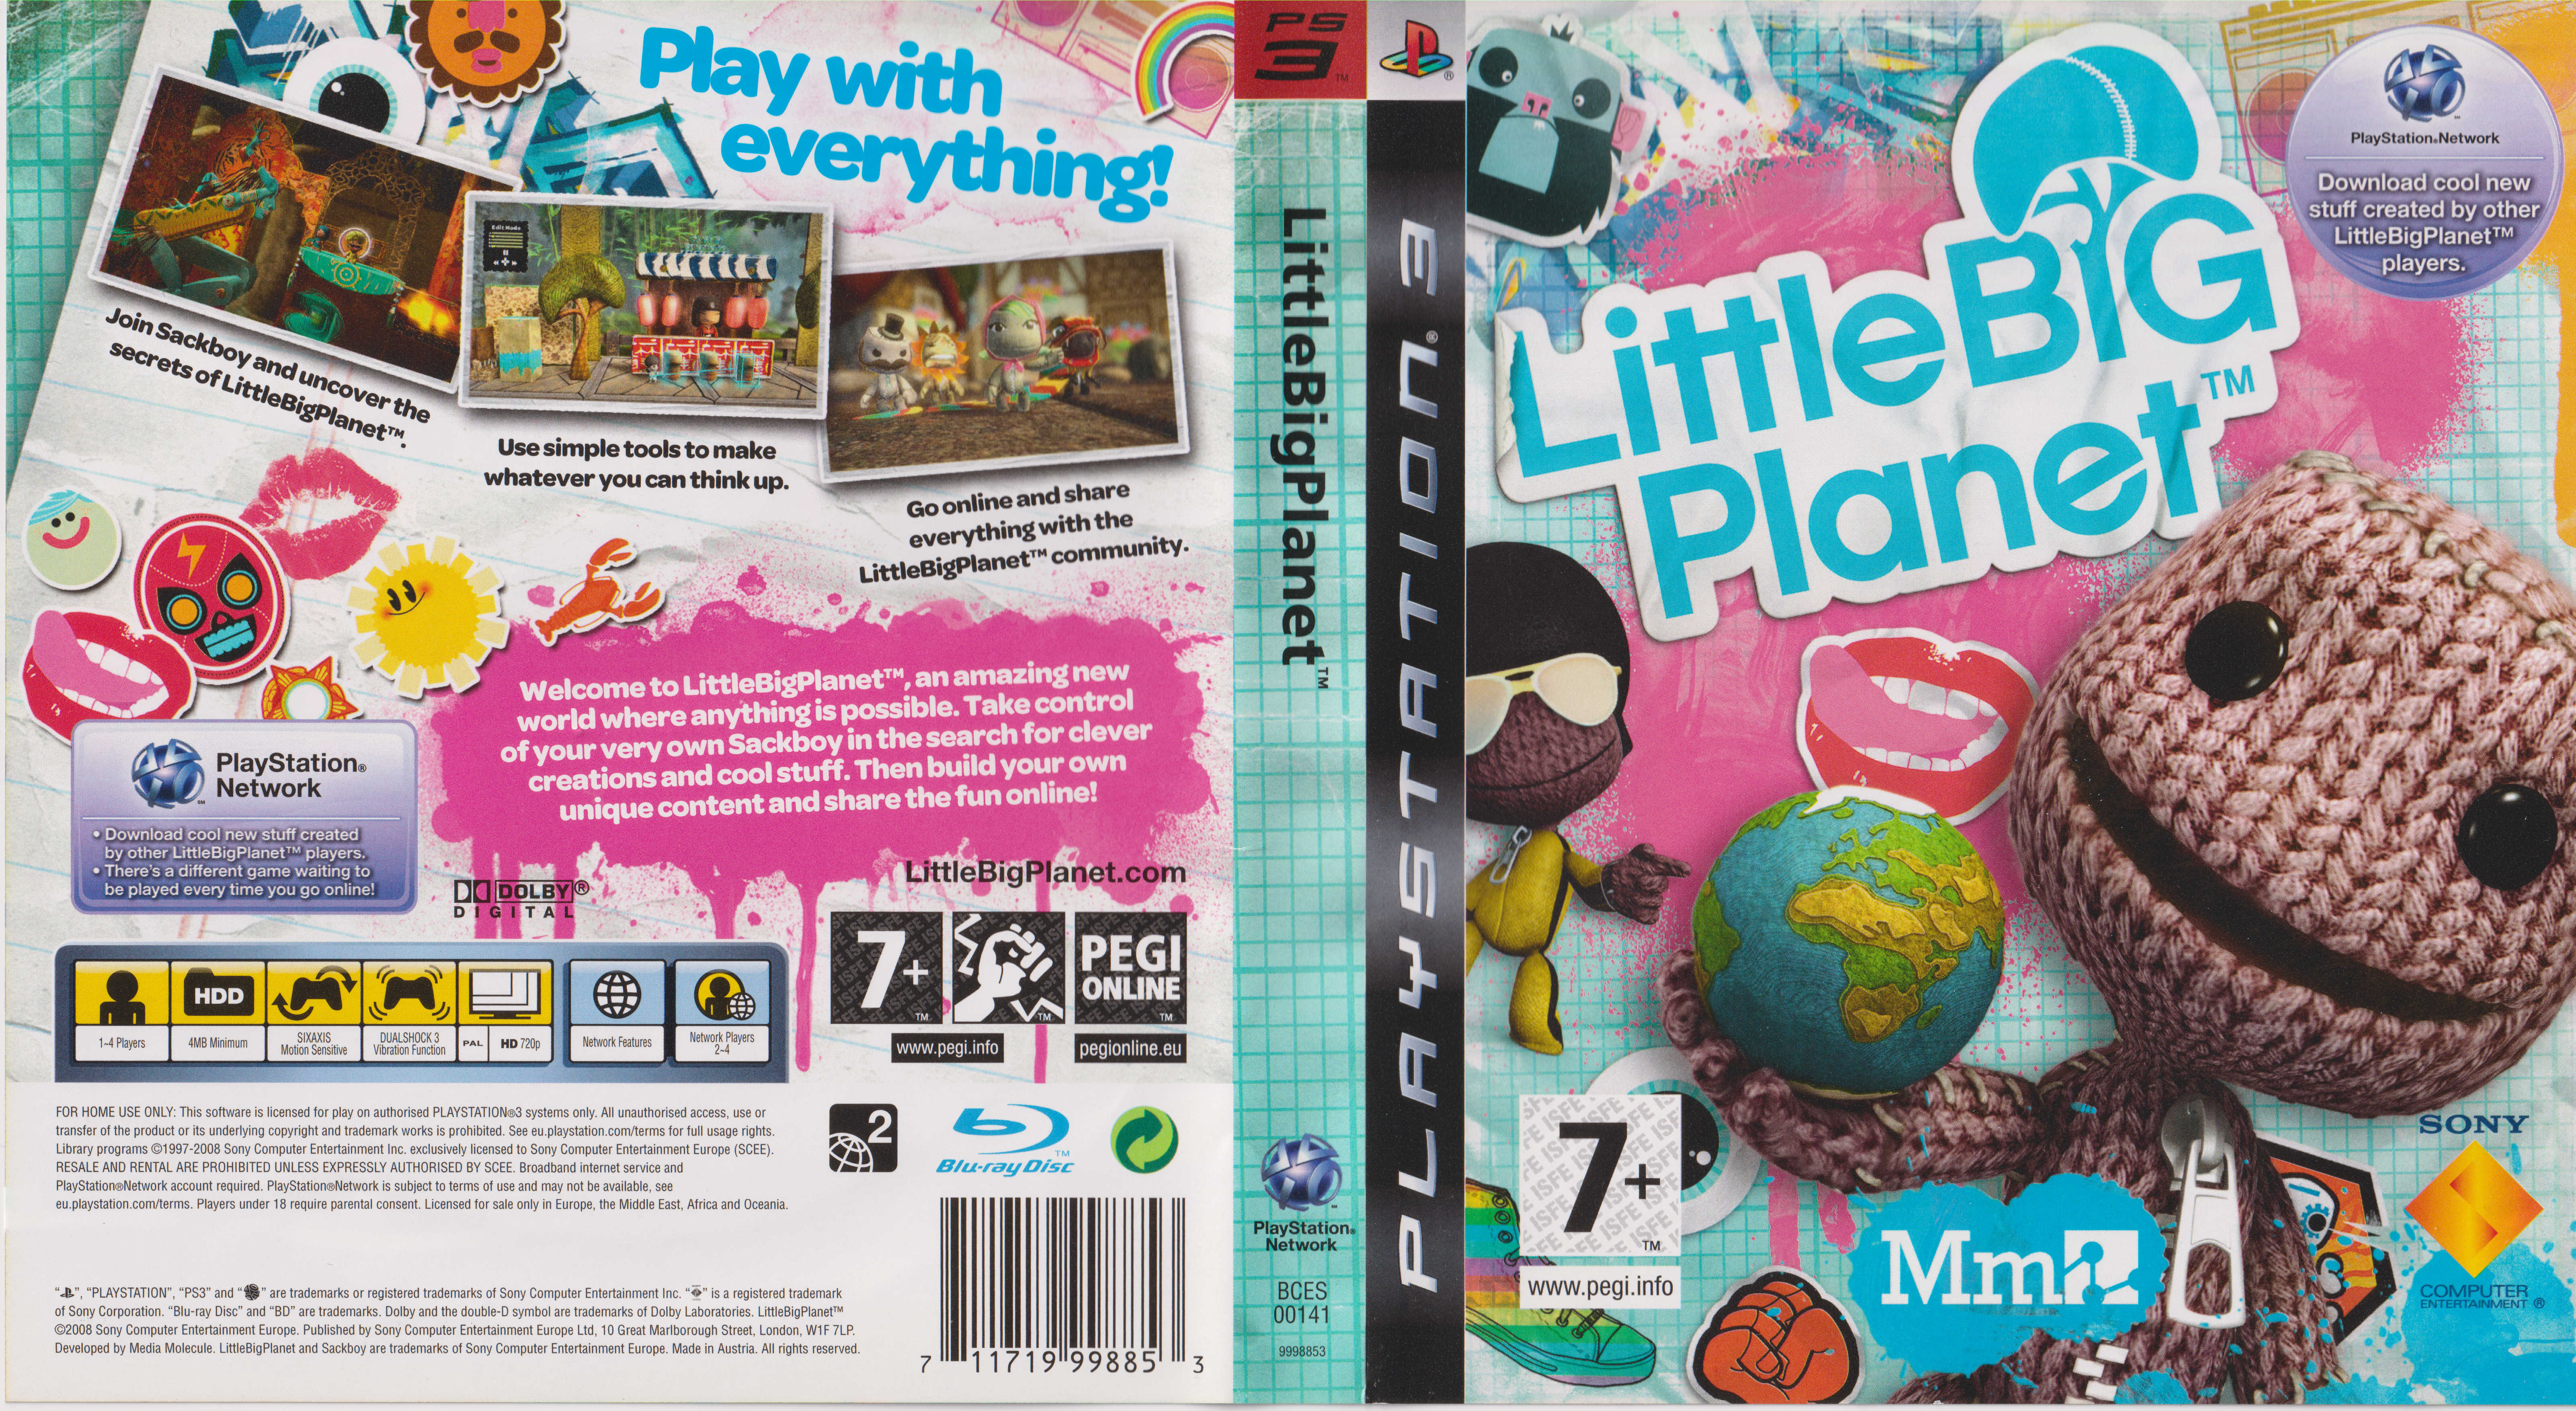 Play with
everything!
Edit Mode
Join Sackboy and uncover the
secrets of LittleBigPlanet™.
Use simple tools to make
whatever you can think up.
Go online and share
everything with the
LittleBigPlanet™ community.
Welcome to LittleBigPlanet™, an amazing new
world where anything is possible. Take control
of your very own Sackboy in the search for clever
creations and cool stuff. Then build your own
unique content and share the fun online!
PlayStation®
Network
• Download cool new stuff created
by other LittleBigPlanet™ players.
• There's a different game waiting to
be played every time you go online!
DOLBY®
DIGITAL
LittleBigPlanet.com
7+™
PEGI
ONLINE™
www.pegi.info
pegionline.eu
HDD
1-4 Players
4MB Minimum
SIXAXIS
Motion Sensitive
DUALSHOCK 3
Vibration Function
PAL
HD 720p
Network Features
Network Players
2-4
FOR HOME USE ONLY: This software is licensed for play on authorised PLAYSTATION®3 systems only. All unauthorised access, use or
transfer of the product or its underlying copyright and trademark works is prohibited. See eu.playstation.com/terms for full usage rights.
Library programs ©1997-2008 Sony Computer Entertainment Inc. exclusively licensed to Sony Computer Entertainment Europe (SCEE).
RESALE AND RENTAL ARE PROHIBITED UNLESS EXPRESSLY AUTHORISED BY SCEE. Broadband internet service and
PlayStation®Network account required. PlayStation®Network is subject to terms of use and may not be available, see
eu.playstation.com/terms. Players under 18 require parental consent. Licensed for sale only in Europe, the Middle East, Africa and Oceania.
2
Blu-ray Disc™
"", "PLAYSTATION", "PS3" and "" are trademarks or registered trademarks of Sony Computer Entertainment Inc. "" is a registered trademark
of Sony Corporation. "Blu-ray Disc" and "BD" are trademarks. Dolby and the double-D symbol are trademarks of Dolby Laboratories. LittleBigPlanet™
©2008 Sony Computer Entertainment Europe. Published by Sony Computer Entertainment Europe Ltd, 10 Great Marlborough Street, London, W1F 7LP.
Developed by Media Molecule. LittleBigPlanet and Sackboy are trademarks of Sony Computer Entertainment Europe. Made in Austria. All rights reserved.
7 11719 99885 3
PS
3™
LittleBigPlanet™
PlayStation®
Network
BCES
00141
9998853
PLAYSTATION®3
LittleBIG
Planet™
PlayStation®Network
Download cool new
stuff created by other
LittleBigPlanet™
players.
7+™
www.pegi.info
Mm
SONY
COMPUTER
ENTERTAINMENT®